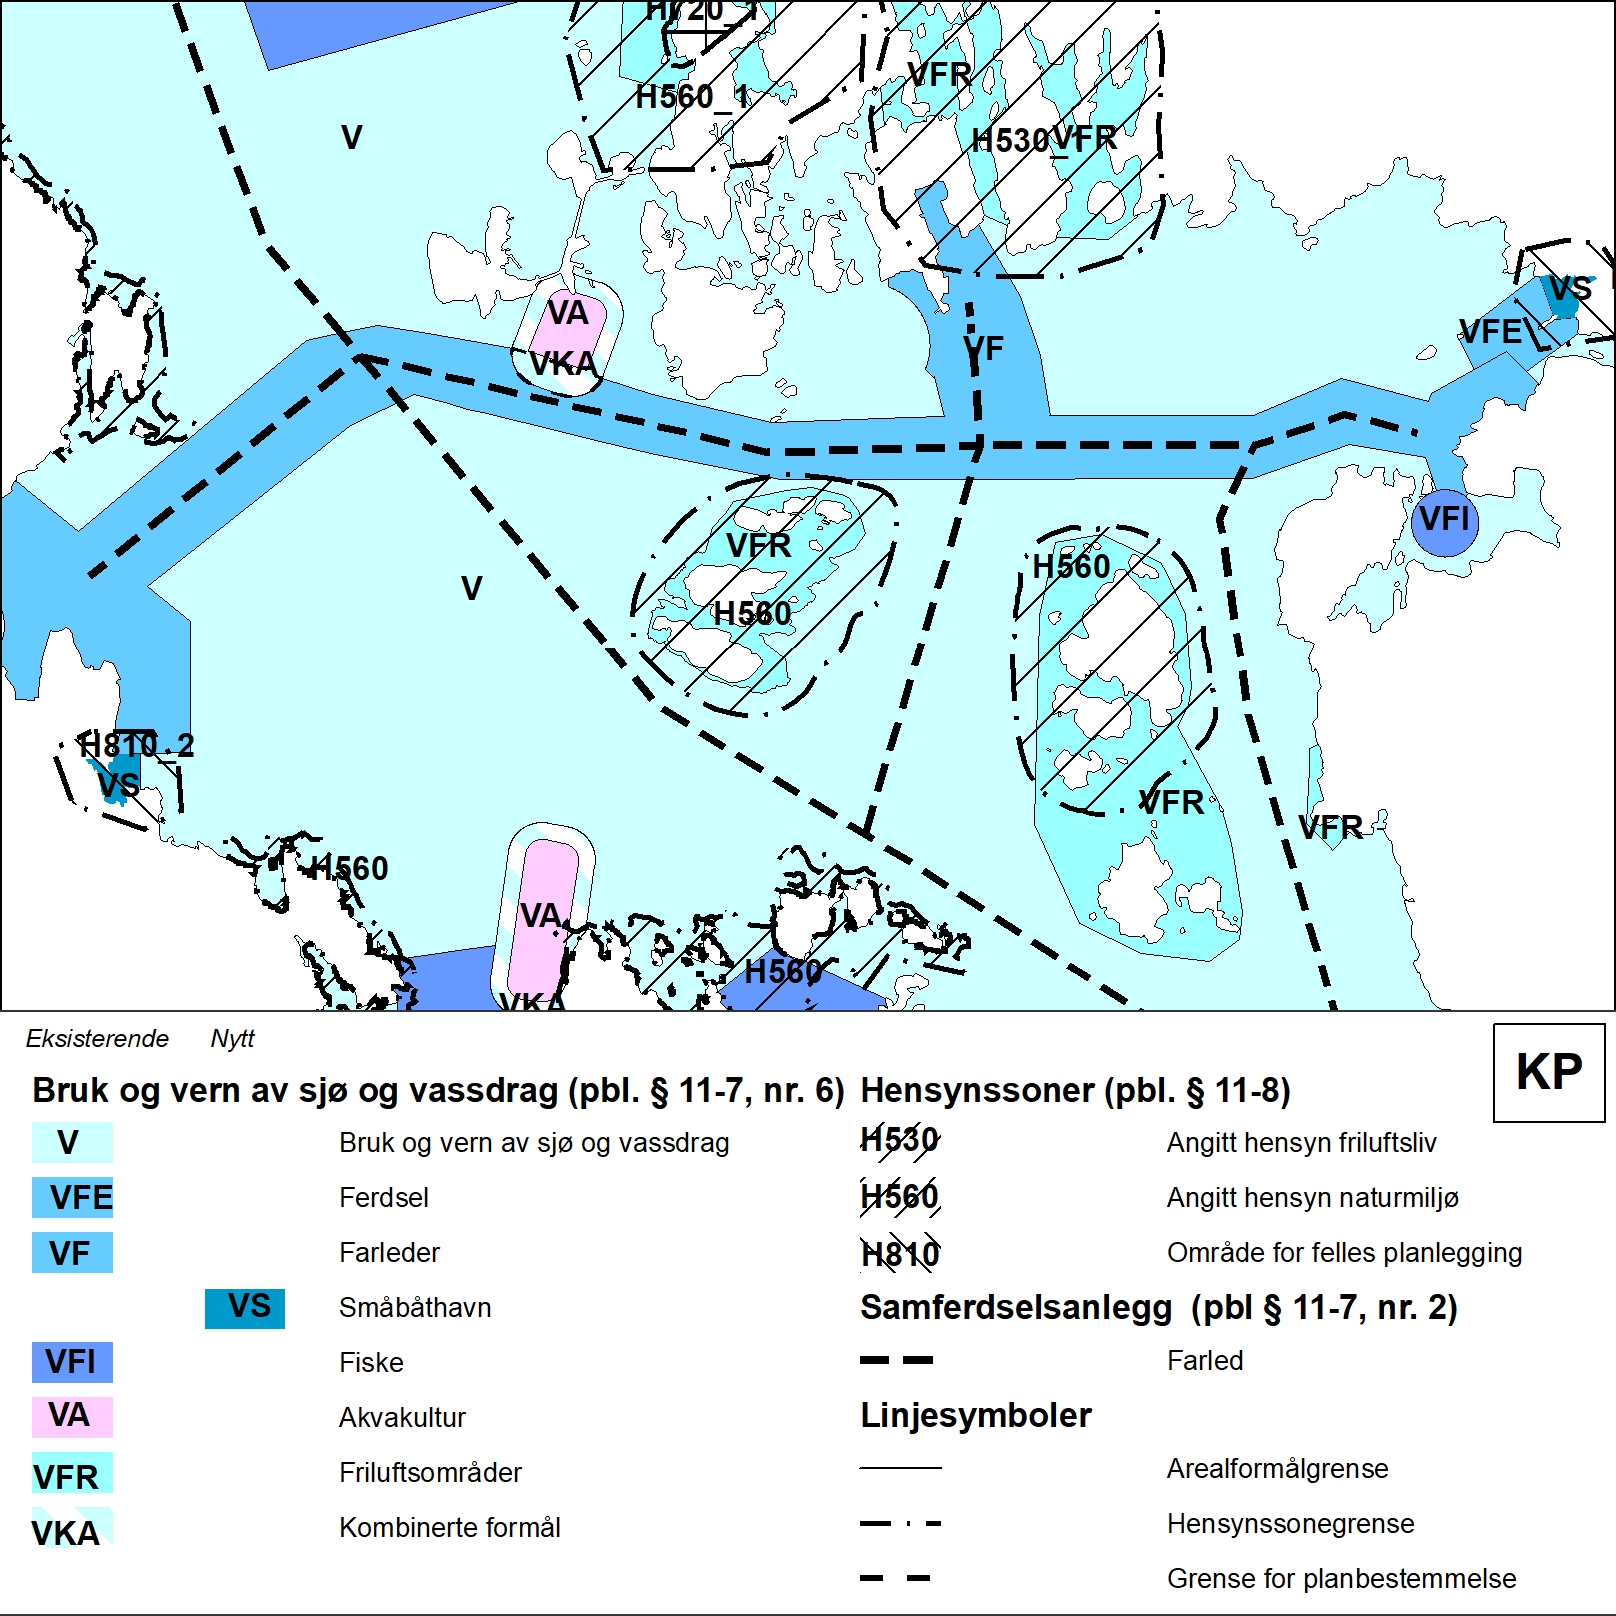 H720_1
VFR
H560_1
V
H530_1
VFR
VS
VA
VFE
VF
VKA
VFI
VFR
H560
V
H560
H810_2
VS
VFR
VFR
H560
VA
H560
VKA
Eksisterende Nytt
KP
Bruk og vern av sjø og vassdrag (pbl. § 11-7, nr. 6)
V Bruk og vern av sjø og vassdrag
VFE Ferdsel
VF Farleder
VS Småbåthavn
VFI Fiske
VA Akvakultur
VFR Friluftsområder
VKA Kombinerte formål
Hensynssoner (pbl. § 11-8)
H530 Angitt hensyn friluftsliv
H560 Angitt hensyn naturmiljø
H810 Område for felles planlegging
Samferdselsanlegg (pbl § 11-7, nr. 2)
Farled
Linjesymboler
Arealformålgrense
Hensynssonegrense
Grense for planbestemmelse